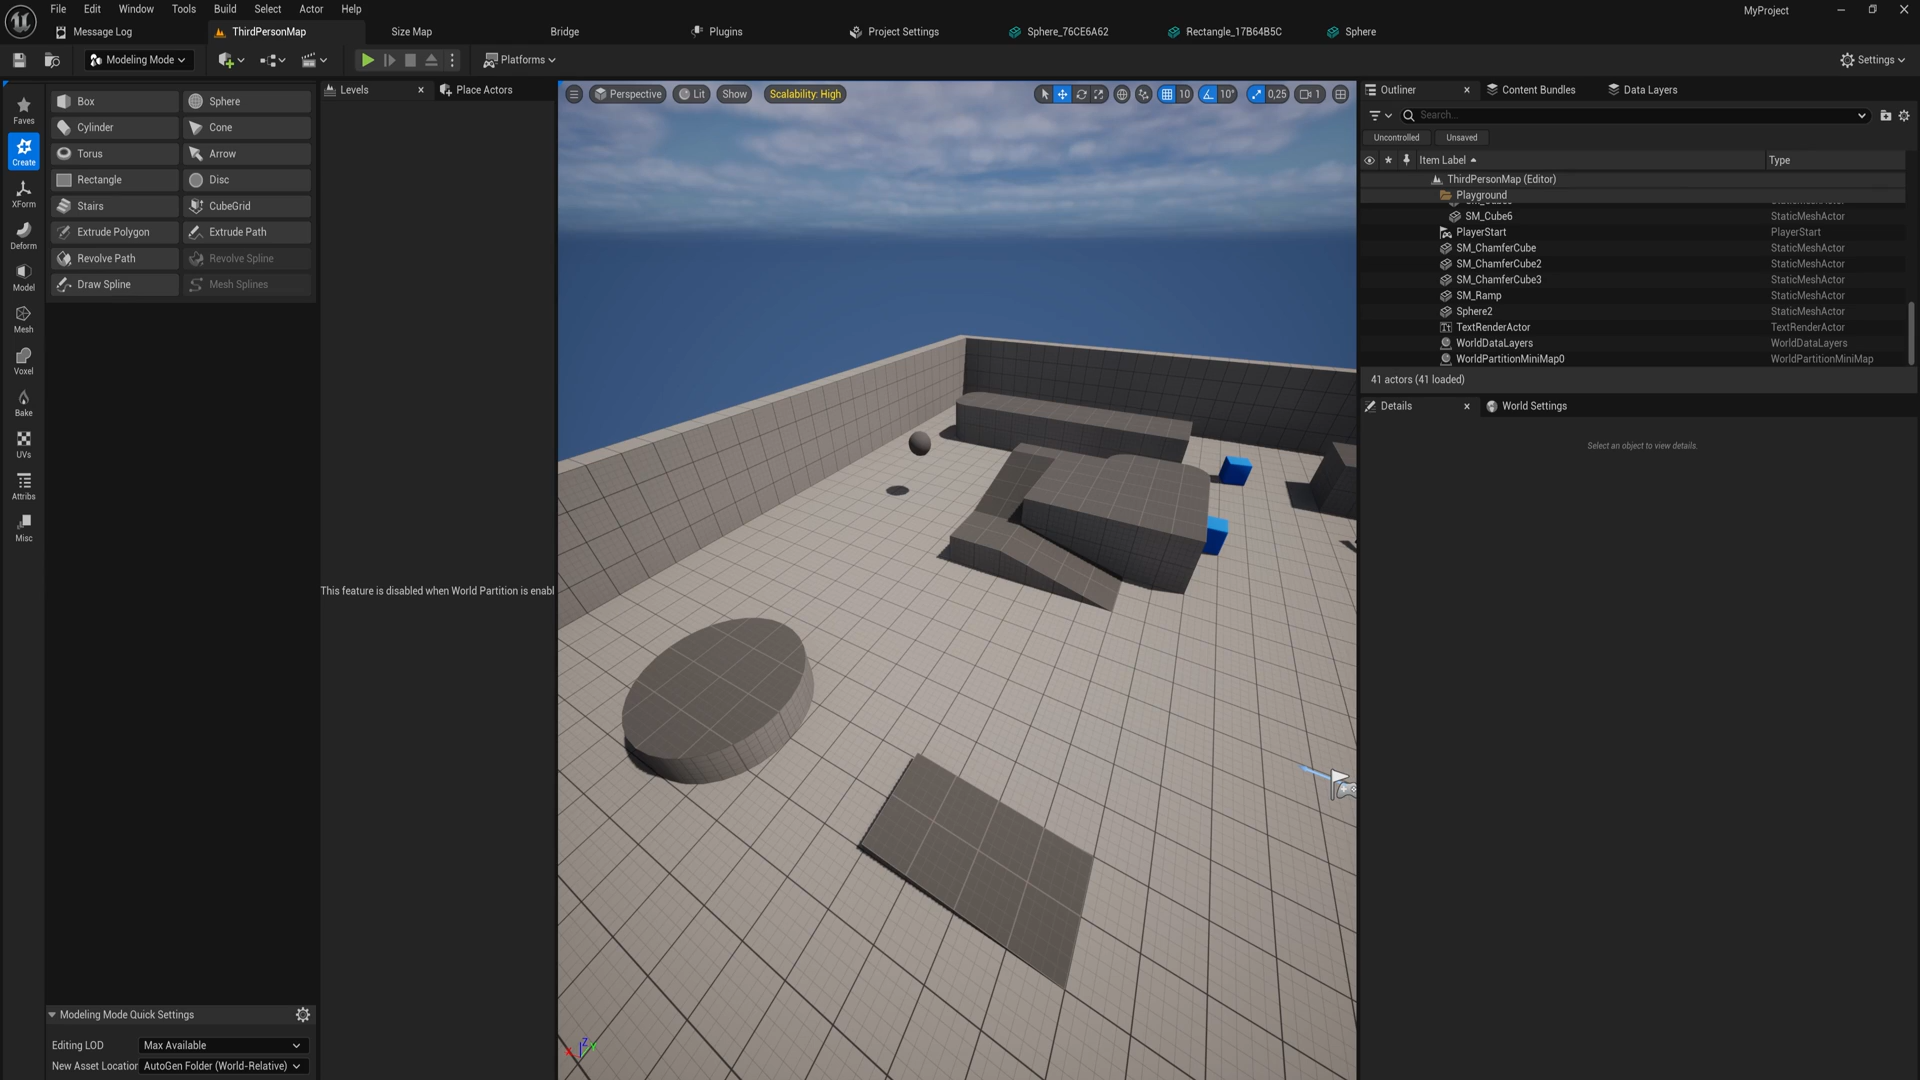 File Edit Window Tools Build Select Actor Help
MyProject
Message Log ThirdPersonMap Size Map Bridge Plugins Project Settings Sphere_76CE6A62 Rectangle_17B64B5C Sphere
Modeling Mode Platforms Settings
Faves
Create
XForm
Deform
Model
Mesh
Voxel
Bake
UVs
Attribs
Misc
Box Sphere
Cylinder Cone
Torus Arrow
Rectangle Disc
Stairs CubeGrid
Extrude Polygon Extrude Path
Revolve Path Revolve Spline
Draw Spline Mesh Splines
Modeling Mode Quick Settings
Editing LOD Max Available
New Asset Location AutoGen Folder (World-Relative)
Levels Place Actors
This feature is disabled when World Partition is enabl
Perspective Lit Show Scalability: High 10 10° 0,25 1
X Z Y
Outliner Content Bundles Data Layers
Search...
Uncontrolled Unsaved
Item Label Type
ThirdPersonMap (Editor)
Playground
SM_Cube6 StaticMeshActor
PlayerStart PlayerStart
SM_ChamferCube StaticMeshActor
SM_ChamferCube2 StaticMeshActor
SM_ChamferCube3 StaticMeshActor
SM_Ramp StaticMeshActor
Sphere2 StaticMeshActor
TextRenderActor TextRenderActor
WorldDataLayers WorldDataLayers
WorldPartitionMiniMap0 WorldPartitionMiniMap
41 actors (41 loaded)
Details World Settings
Select an object to view details.